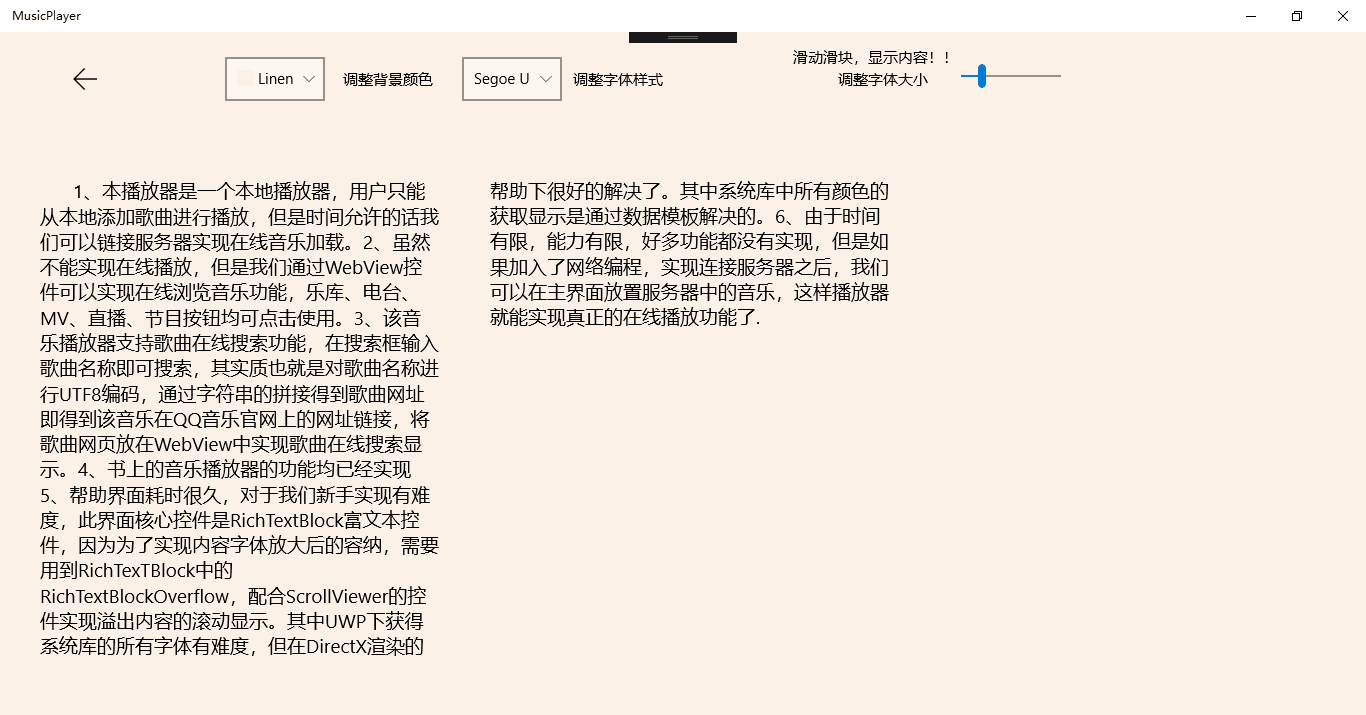 MusicPlayer
滑动滑块，显示内容！！
Linen
调整背景颜色
Segoe U
调整字体样式
调整字体大小
1、本播放器是一个本地播放器，用户只能
从本地添加歌曲进行播放，但是时间允许的话我
们可以链接服务器实现在线音乐加载。2、虽然
不能实现在线播放，但是我们通过WebView控
件可以实现在线浏览音乐功能，乐库、电台、
MV、直播、节目按钮均可点击使用。3、该音
乐播放器支持歌曲在线搜索功能，在搜索框输入
歌曲名称即可搜索，其实质也就是对歌曲名称进
行UTF8编码，通过字符串的拼接得到歌曲网址
即得到该音乐在QQ音乐官网上的网址链接，将
歌曲网页放在WebView中实现歌曲在线搜索显
示。4、书上的音乐播放器的功能均已经实现
5、帮助界面耗时很久，对于我们新手实现有难
度，此界面核心控件是RichTextBlock富文本控
件，因为为了实现内容字体放大后的容纳，需要
用到RichTexTBlock中的
RichTextBlockOverflow，配合ScrollViewer的控
件实现溢出内容的滚动显示。其中UWP下获得
系统库的所有字体有难度，但在DirectX渲染的
帮助下很好的解决了。其中系统库中所有颜色的
获取显示是通过数据模板解决的。6、由于时间
有限，能力有限，好多功能都没有实现，但是如
果加入了网络编程，实现连接服务器之后，我们
可以在主界面放置服务器中的音乐，这样播放器
就能实现真正的在线播放功能了.